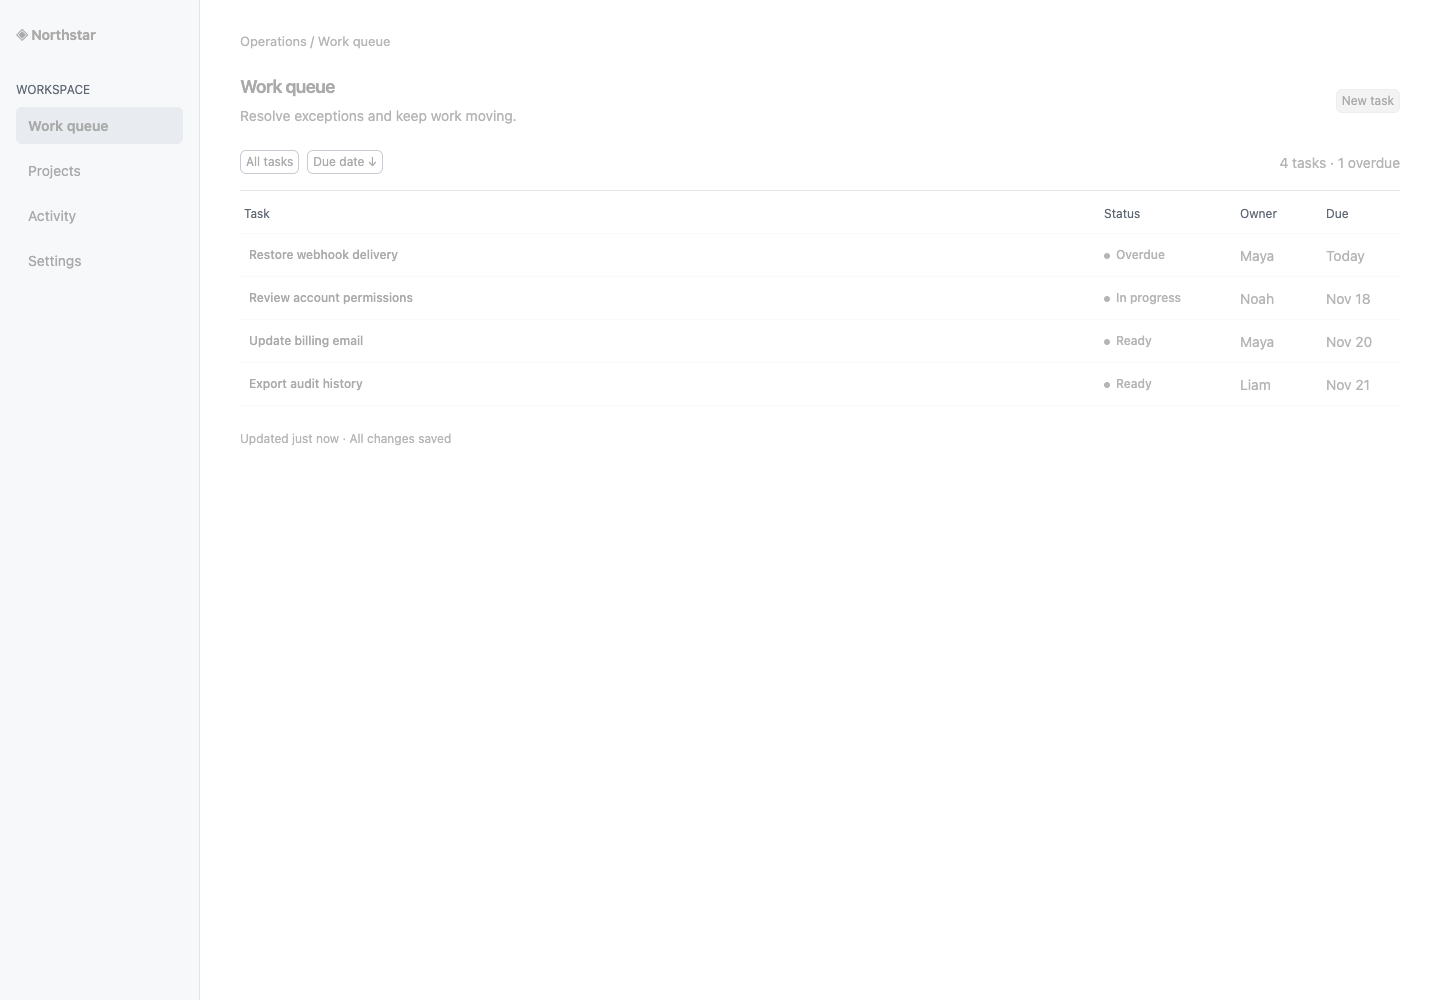 ◈ Northstar
WORKSPACE
Work queue
Projects
Activity
Settings
Operations / Work queue
Work queue
Resolve exceptions and keep work moving.
New task
All tasks
Due date ↓
4 tasks · 1 overdue
Task Status Owner Due
Restore webhook delivery ● Overdue Maya Today
Review account permissions ● In progress Noah Nov 18
Update billing email ● Ready Maya Nov 20
Export audit history ● Ready Liam Nov 21
Updated just now · All changes saved